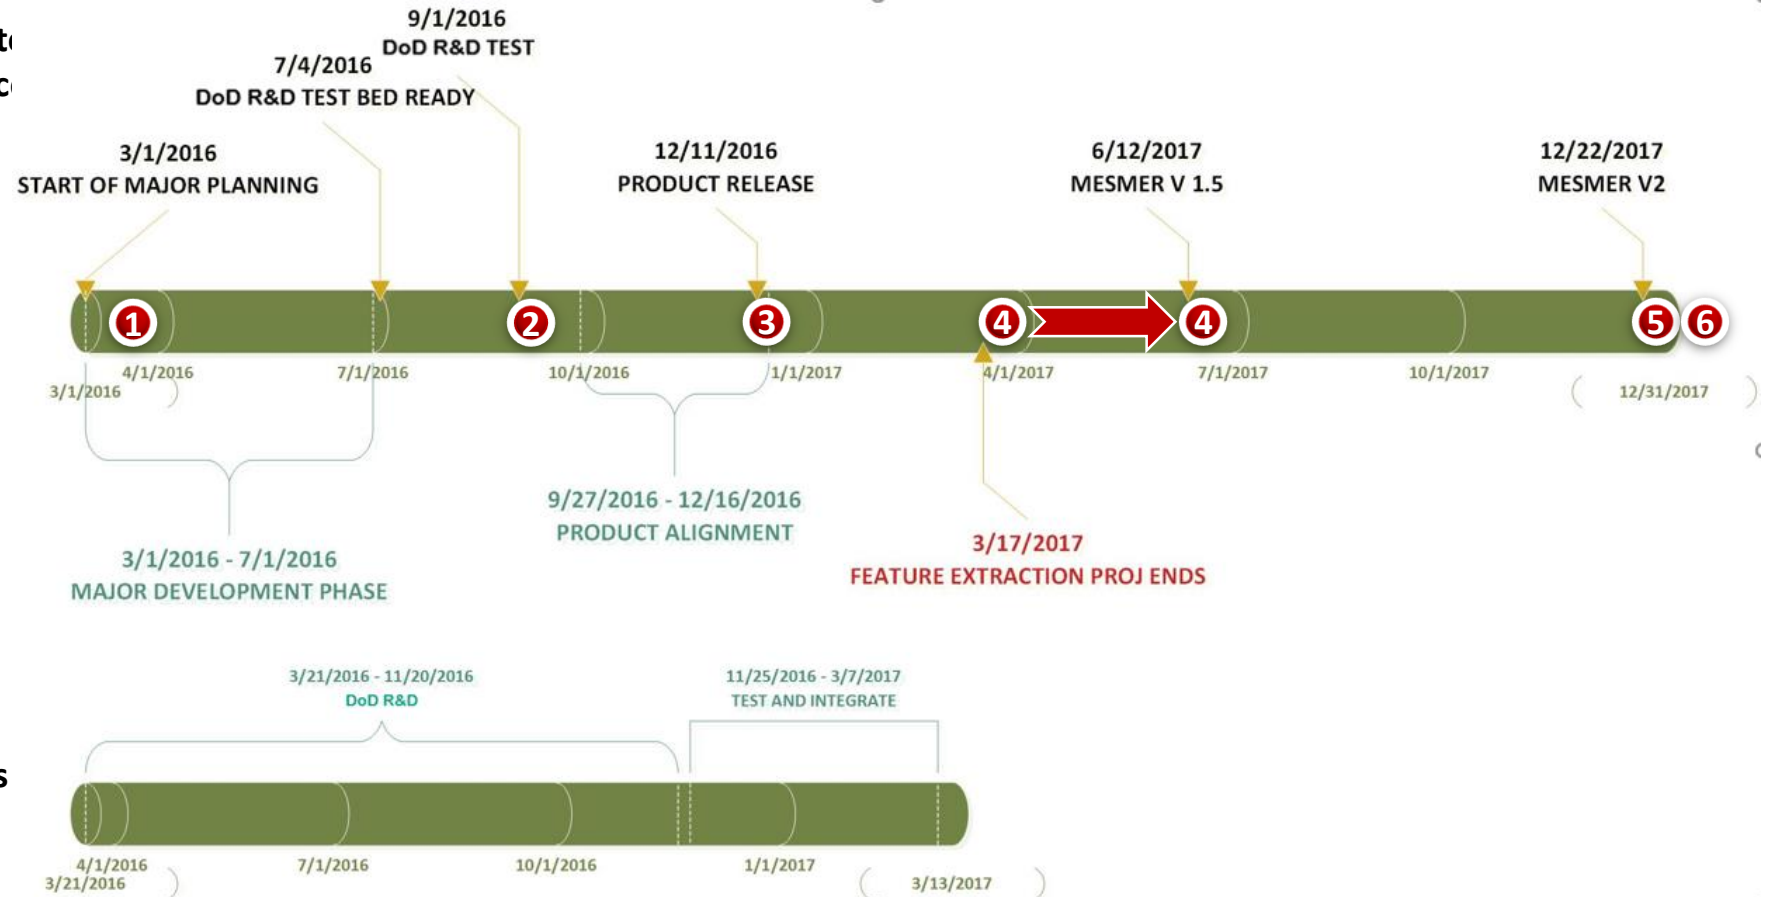 9/1/2016
DoD R&D TEST
7/4/2016
DoD R&D TEST BED READY
3/1/2016
START OF MAJOR PLANNING
12/11/2016
PRODUCT RELEASE
6/12/2017
MESMER V 1.5
12/22/2017
MESMER V2
1
2
3
4
4
5
6
4/1/2016
7/1/2016
10/1/2016
1/1/2017
4/1/2017
7/1/2017
10/1/2017
3/1/2016
12/31/2017
9/27/2016 - 12/16/2016
PRODUCT ALIGNMENT
3/1/2016 - 7/1/2016
MAJOR DEVELOPMENT PHASE
3/17/2017
FEATURE EXTRACTION PROJ ENDS
3/21/2016 - 11/20/2016
DoD R&D
11/25/2016 - 3/7/2017
TEST AND INTEGRATE
s
4/1/2016
7/1/2016
10/1/2016
1/1/2017
3/21/2016
3/13/2017